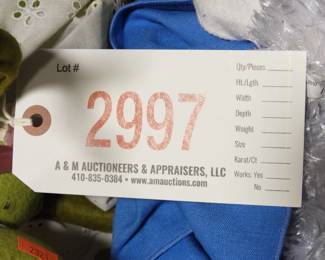 Lot #
2997
A & M AUCTIONEERS & APPRAISERS, LLC
410-835-0384 • www.amauctions.com
Qty/Pieces
Ht./Lgth
Width
Depth
Weight
Size
Karat/Ct
Works: Yes
No